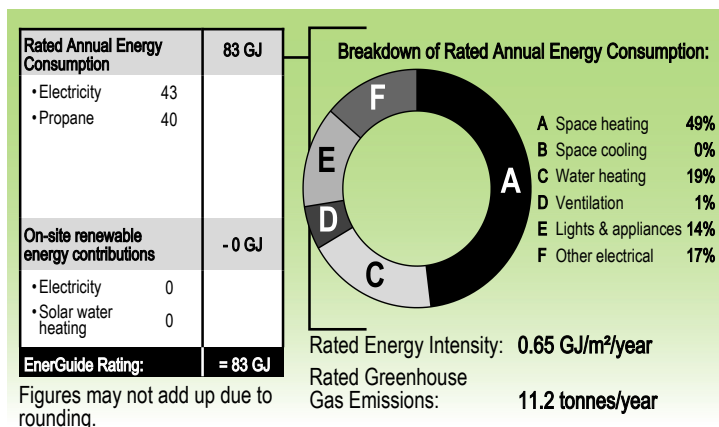 Rated Annual Energy
Consumption
83 GJ
•Electricity 43
•Propane 40
On-site renewable
energy contributions
- 0 GJ
•Electricity 0
•Solar water
heating
0
EnerGuide Rating: = 83 GJ
Figures may not add up due to
rounding.
Breakdown of Rated Annual Energy Consumption:
F
E
D
C
A
A Space heating 49%
B Space cooling 0%
C Water heating 19%
D Ventilation 1%
E Lights & appliances 14%
F Other electrical 17%
Rated Energy Intensity: 0.65 GJ/m²/year
Rated Greenhouse
Gas Emissions: 11.2 tonnes/year